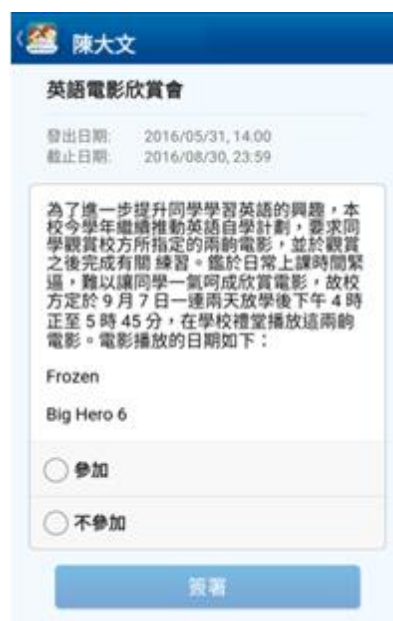 陳大文
英語電影欣賞會
發出日期: 2016/05/31, 14:00
截止日期: 2016/08/30, 23:59
為了進一步提升同學學習英語的興趣，本
校今學年繼續推動英語自學計劃，要求同
學觀賞校方所指定的兩齣電影，並於觀賞
之後完成有關 練習。鑑於日常上課時間緊
逼，難以讓同學一氣呵成欣賞電影，故校
方定於 9 月 7 日一連兩天放學後下午 4 時
正至 5 時 45 分，在學校禮堂播放這兩齣
電影。電影播放的日期如下：
Frozen
Big Hero 6
參加
不參加
簽署